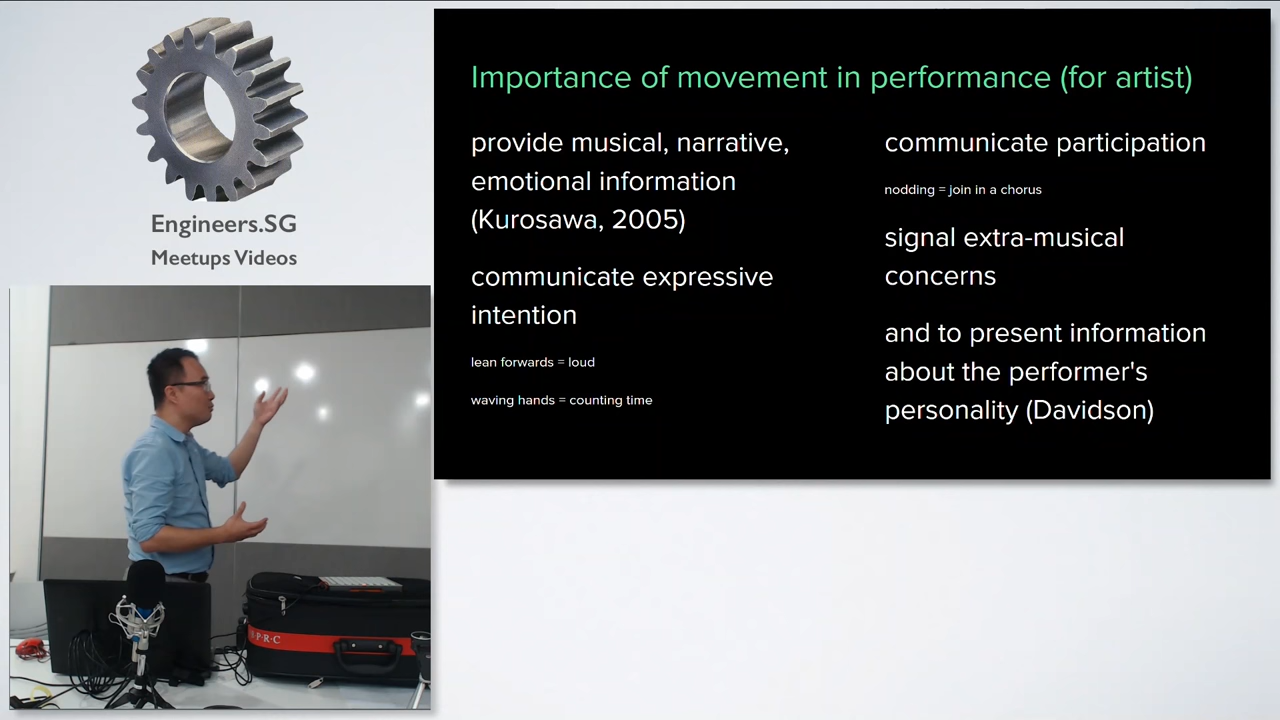 Engineers.SG
Meetups Videos
Importance of movement in performance (for artist)
provide musical, narrative,
emotional information
(Kurosawa, 2005)
communicate expressive
intention
lean forwards = loud
waving hands = counting time
communicate participation
nodding = join in a chorus
signal extra-musical
concerns
and to present information
about the performer's
personality (Davidson)
P·R·C